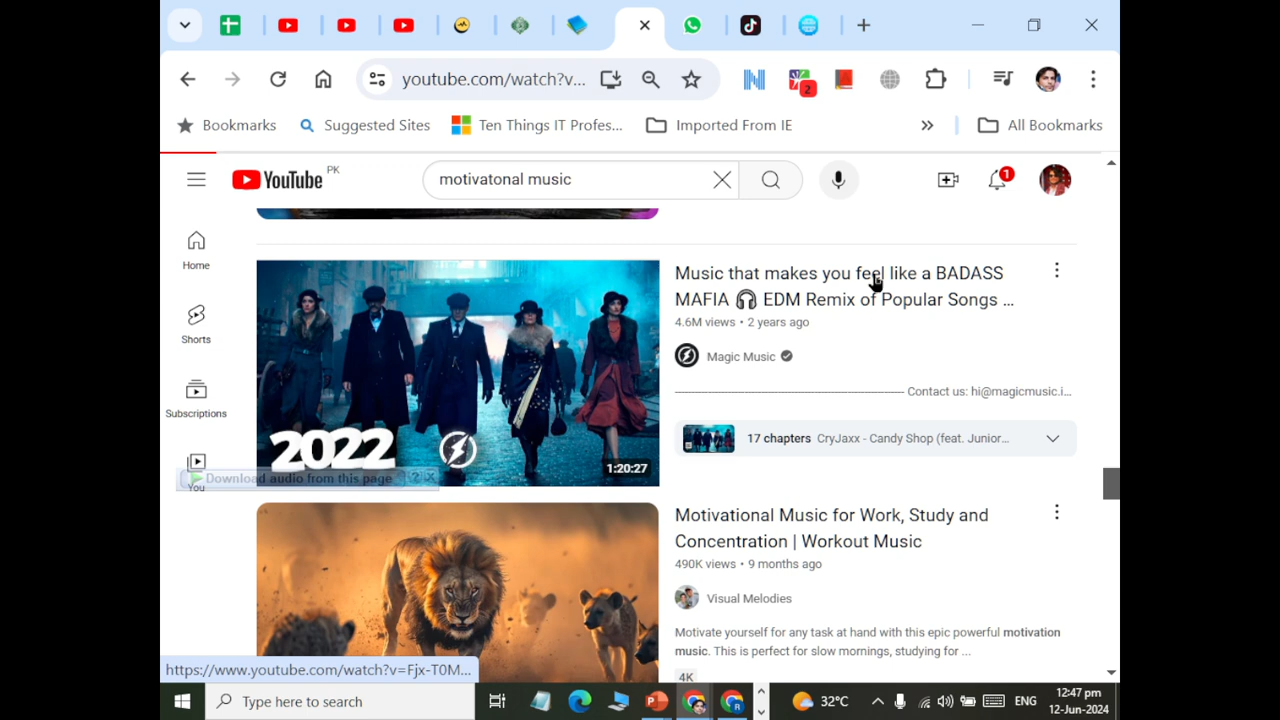 youtube.com/watch?v...
2
Bookmarks
Suggested Sites
Ten Things IT Profes...
Imported From IE
All Bookmarks
YouTube PK
motivatonal music
1
Home
Shorts
Subscriptions
You
Music that makes you feel like a BADASS
MAFIA 🎧 EDM Remix of Popular Songs ...
4.6M views • 2 years ago
Magic Music
Contact us: hi@magicmusic.i...
17 chapters CryJaxx - Candy Shop (feat. Junior...
2022
1:20:27
Download audio from this page
Motivational Music for Work, Study and
Concentration | Workout Music
490K views • 9 months ago
Visual Melodies
Motivate yourself for any task at hand with this epic powerful motivation
music. This is perfect for slow mornings, studying for ...
4K
https://www.youtube.com/watch?v=Fjx-T0M...
Type here to search
32°C
ENG
12:47 pm
12-Jun-2024